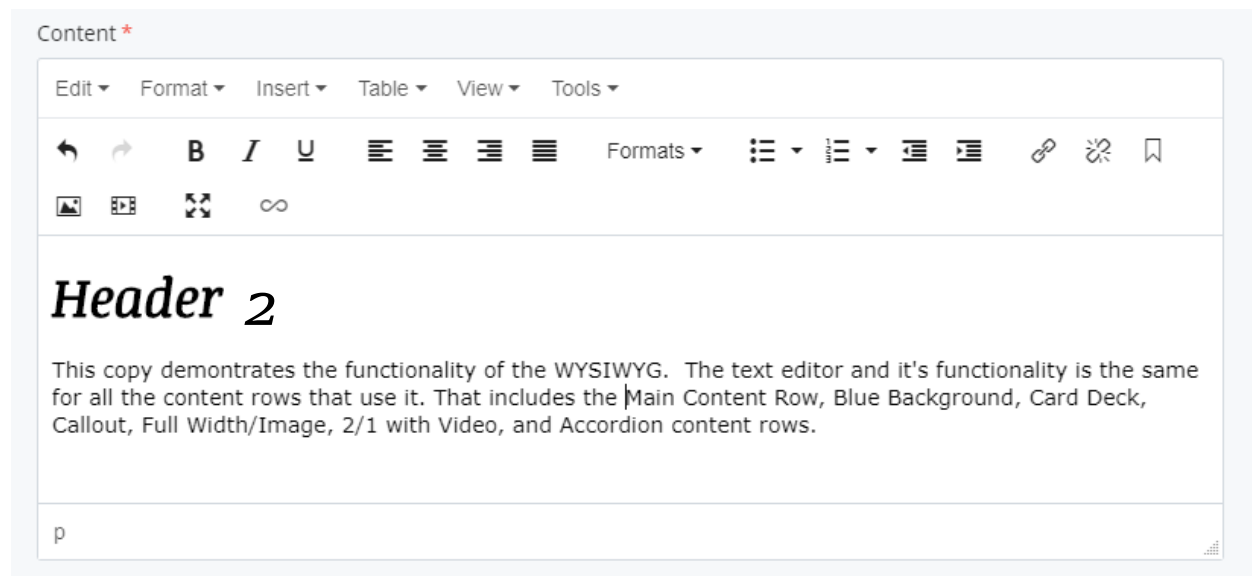 Content *
Edit Format Insert Table View Tools
B I U Formats
Header 2
This copy demontrates the functionality of the WYSIWYG.  The text editor and it's functionality is the same
for all the content rows that use it. That includes the Main Content Row, Blue Background, Card Deck,
Callout, Full Width/Image, 2/1 with Video, and Accordion content rows.
p